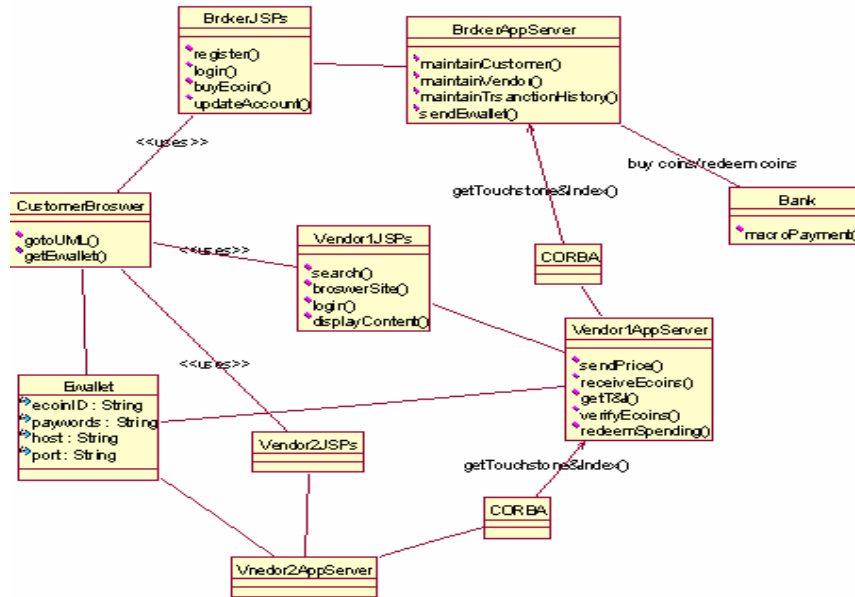 BrokerJSPs
register()
login()
buyEcoin()
updateAccount()
BrokerAppServer
maintainCustomer()
maintainVendor()
maintainTrsanctionHistory()
sendEwallet()
<<uses>>
buy coins/redeem coins
getTouchstone&Index()
CustomerBroswer
gotoUML()
getEwallet()
Bank
macroPayment()
Vendor1JSPs
search()
broswerSite()
login()
displayContent()
<<uses>>
CORBA
Vendor1AppServer
sendPrice()
receiveEcoins()
getT&I()
verifyEcoins()
redeemSpending()
<<uses>>
Ewallet
ecoinID : String
paywords : String
host : String
port : String
Vendor2JSPs
getTouchstone&Index()
CORBA
Vnedor2AppServer